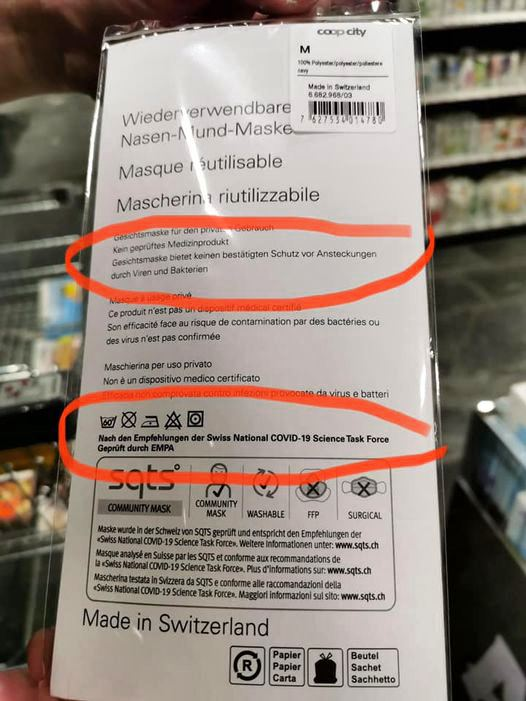 coop city
M
100% Polyester/polyester/poliestere
navy
Made in Switzerland
6.682.968/03
7 627534 014780
Wiederverwendbare
Nasen-Mund-Maske
Masque réutilisable
Mascherina riutilizzabile
Gesichtsmaske für den privaten Gebrauch
Kein geprüftes Medizinprodukt
Gesichtsmaske bietet keinen bestätigten Schutz vor Ansteckungen
durch Viren und Bakterien
Masque à usage privé
Ce produit n'est pas un dispositif médical certifié
Son efficacité face au risque de contamination par des bactéries ou
des virus n'est pas confirmée
Maschierina per uso privato
Non è un dispositivo medico certificato
Efficacia non comprovata contro infezioni provocate da virus e batteri
60°
Nach den Empfehlungen der Swiss National COVID-19 Science Task Force
Geprüft durch EMPA
sqts°
COMMUNITY MASK
COMMUNITY
MASK
WASHABLE
FFP
SURGICAL
Maske wurde in der Schweiz von SQTS geprüft und entspricht den Empfehlungen der
«Swiss National COVID-19 Science Task Force». Weitere Informationen unter: www.sqts.ch
Masque analysé en Suisse par les SQTS et conforme aux recommandations de
la «Swiss National COVID-19 Science Task Force». Plus d'informations sur: www.sqts.ch
Mascherina testata in Svizzera da SQTS e conforme alle raccomandazioni della
«Swiss National COVID-19 Science Task Force». Maggiori informazioni sul sito: www.sqts.ch
Made in Switzerland
R
Papier
Papier
Carta
Beutel
Sachet
Sachhetto